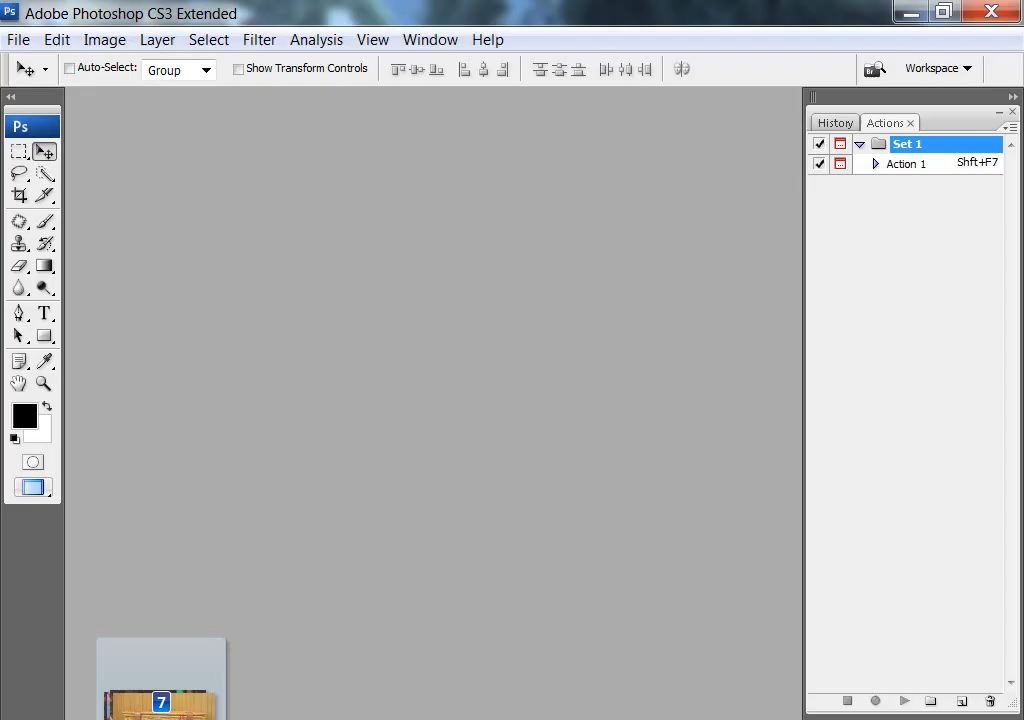 Ps Adobe Photoshop CS3 Extended
File Edit Image Layer Select Filter Analysis View Window Help
Auto-Select: Group Show Transform Controls Br Workspace
Ps
History Actions
Set 1
Action 1 Shft+F7
T
7